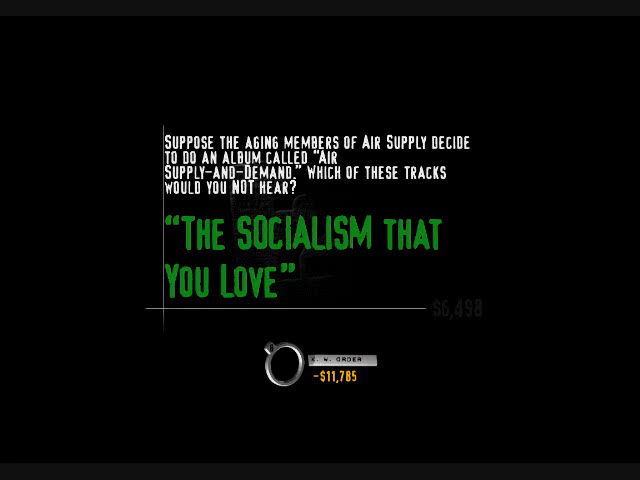 Suppose the aging members of Air Supply decide
to do an album called "Air
Supply-and-Demand." Which of these tracks
would you NOT hear?
"The SOCIALISM that
You Love"
$6,498
K. W. ORDER
-$11,785